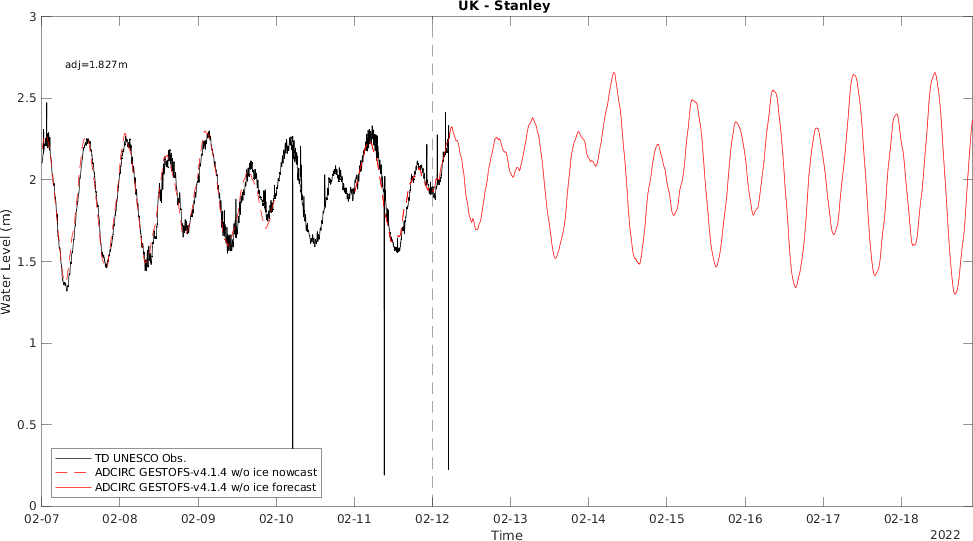 UK - Stanley
adj=1.827m
Water Level (m)
3
2.5
2
1.5
1
0.5
0
TD UNESCO Obs.
ADCIRC GESTOFS-v4.1.4 w/o ice nowcast
ADCIRC GESTOFS-v4.1.4 w/o ice forecast
02-07 02-08 02-09 02-10 02-11 02-12 02-13 02-14 02-15 02-16 02-17 02-18
Time
2022